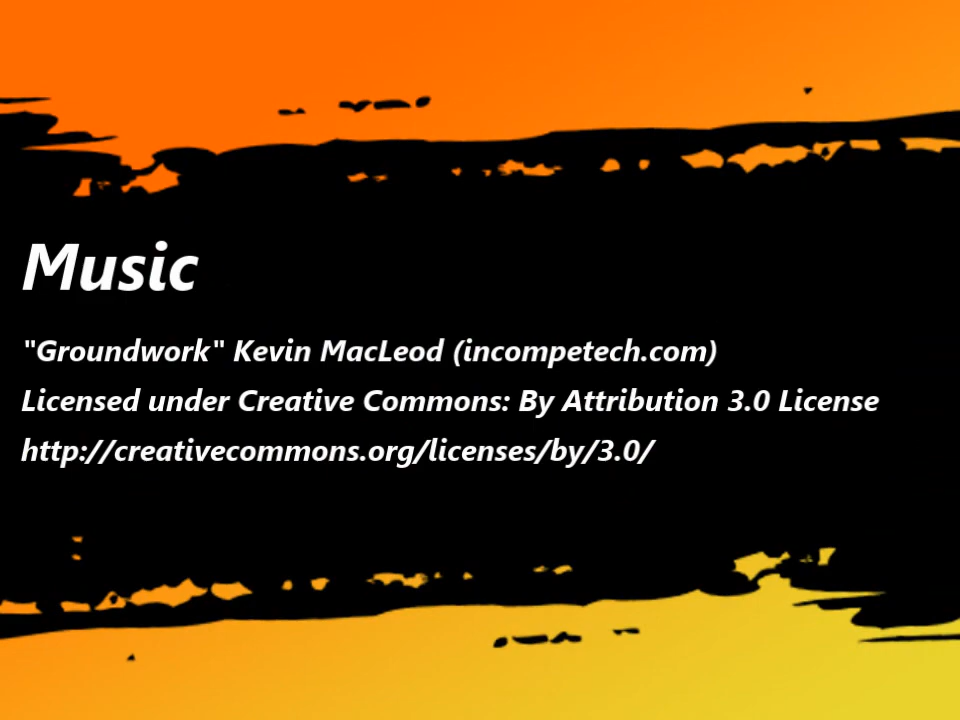 Music
"Groundwork" Kevin MacLeod (incompetech.com)
Licensed under Creative Commons: By Attribution 3.0 License
http://creativecommons.org/licenses/by/3.0/